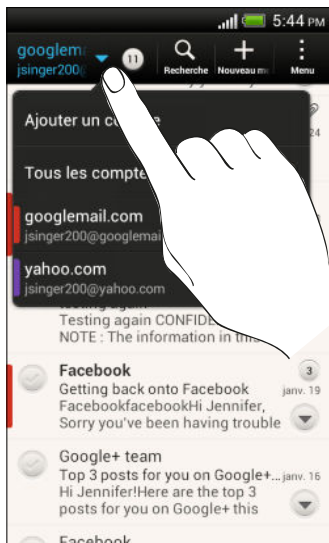 5:44 PM
googlem
jsinger200
11
Recherche
Nouveau m
Menu
Ajouter un c
24
Tous les compte
googlemail.com
jsinger200@googlemai
yahoo.com
jsinger200@yahoo.com
Testing again CONFIDE
NOTE : The information in this
Facebook
3
Getting back onto Facebook
janv. 19
FacebookfacebookHi Jennifer,
Sorry you've been having trouble
Google+ team
Top 3 posts for you on Google+...
janv. 16
Hi Jennifer!Here are the top 3
posts for you on Google+ this
Facebook